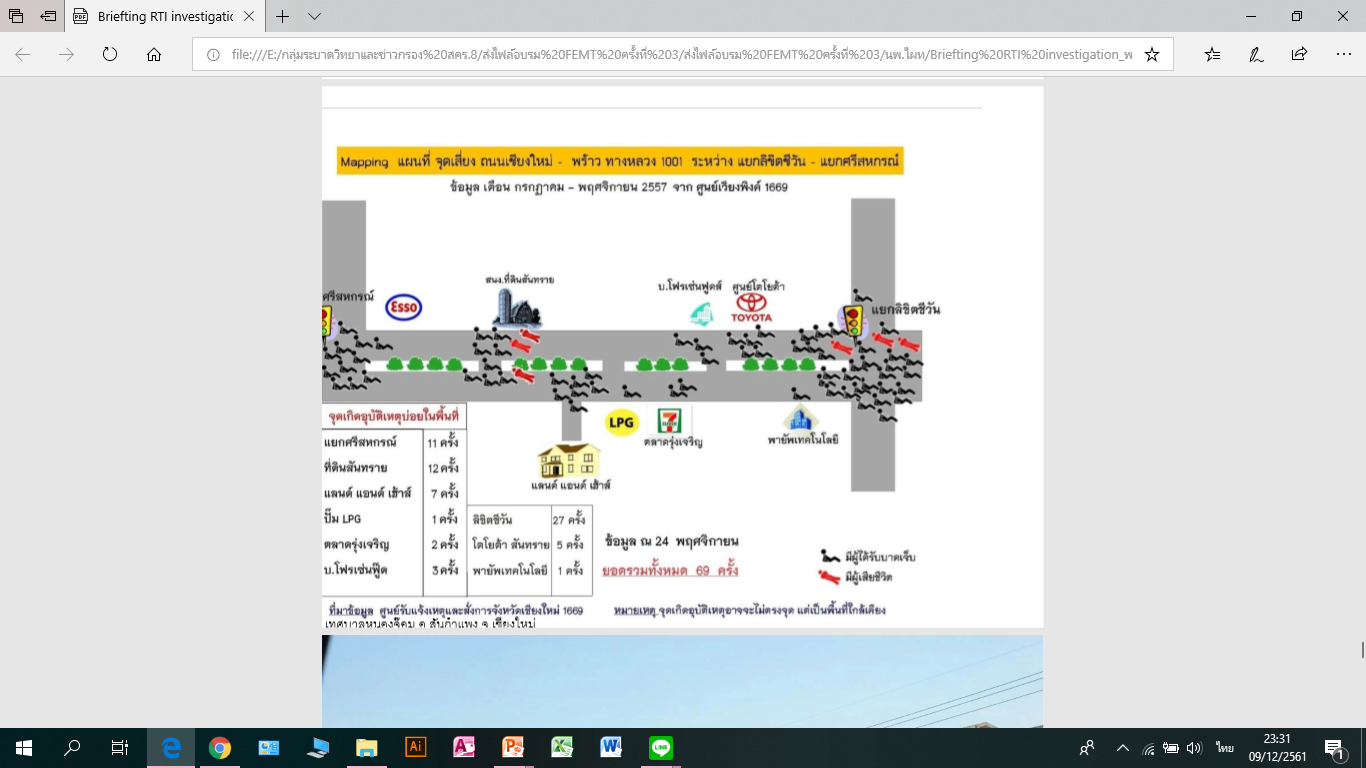 Briefting RTI investigatic
file:///E:/กลุ่มระบาดวิทยาและข่าวกรอง%20สคร.8/ส่งไฟล์อบรม%20FEMT%20ครั้งที่%203/ส่งไฟล์อบรม%20FEMT%20ครั้งที่%203/นพ.ไผท/Briefting%20RTI%20investigation_w
Mapping แผนที่ จุดเสี่ยง ถนนเชียงใหม่ - พร้าว ทางหลวง 1001 ระหว่าง แยกลิขิตชีวัน - แยกศรีสหกรณ์
ข้อมูล เดือน กรกฎาคม - พฤศจิกายน 2557 จาก ศูนย์เวียงพิงค์ 1669
สนง.ที่ดินสันทราย
บ.โฟรเซ่นฟูดส์ ศูนย์โตโยต้า
ศรีสหกรณ์
Esso
TOYOTA
แยกลิขิตชีวัน
จุดเกิดอุบัติเหตุบ่อยในพื้นที่
แยกศรีสหกรณ์ 11 ครั้ง
ที่ดินสันทราย 12 ครั้ง
แลนด์ แอนด์ เฮ้าส์ 7 ครั้ง
ปั๊ม LPG 1 ครั้ง
ตลาดรุ่งเจริญ 2 ครั้ง
บ.โฟรเซ่นฟู๊ด 3 ครั้ง
LPG
7 ELEVEN
ตลาดรุ่งเจริญ
พายัพเทคโนโลยี
แลนด์ แอนด์ เฮ้าส์
ลิขิตชีวัน 27 ครั้ง
โตโยต้า สันทราย 5 ครั้ง
พายัพเทคโนโลยี 1 ครั้ง
ข้อมูล ณ 24 พฤศจิกายน
ยอดรวมทั้งหมด 69 ครั้ง
มีผู้ได้รับบาดเจ็บ
มีผู้เสียชีวิต
ที่มาข้อมูล ศูนย์รับแจ้งเหตุและสั่งการจังหวัดเชียงใหม่ 1669
หมายเหตุ จุดเกิดอุบัติเหตุอาจจะไม่ตรงจุด แต่เป็นพื้นที่ใกล้เคียง
เทศบาลหนองจ๊อม อ สันกำแพง จ เชียงใหม่
Ai
LINE
ไทย
23:31
09/12/2561
1